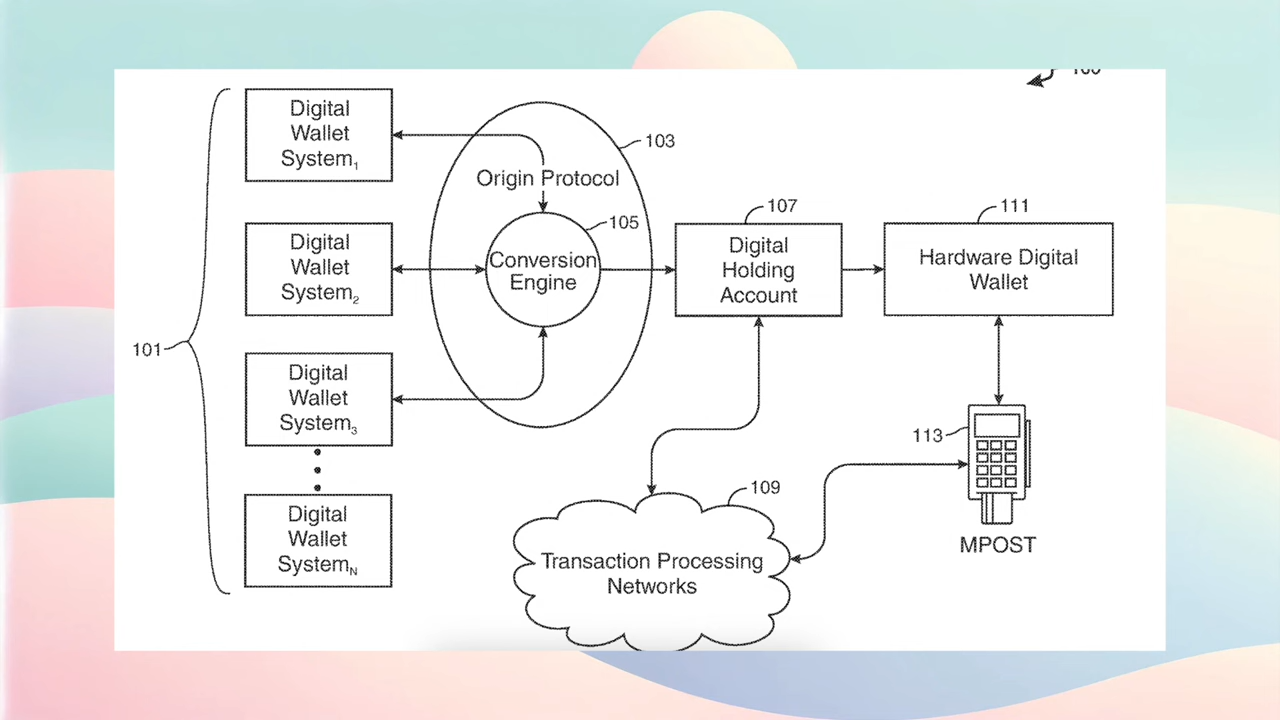 Digital
Wallet
System₁
103
Origin Protocol
105
Conversion
Engine
107
Digital
Holding
Account
111
Hardware Digital
Wallet
Digital
Wallet
System₂
101
Digital
Wallet
System₃
113
MPOST
109
Transaction Processing
Networks
Digital
Wallet
Systemₙ